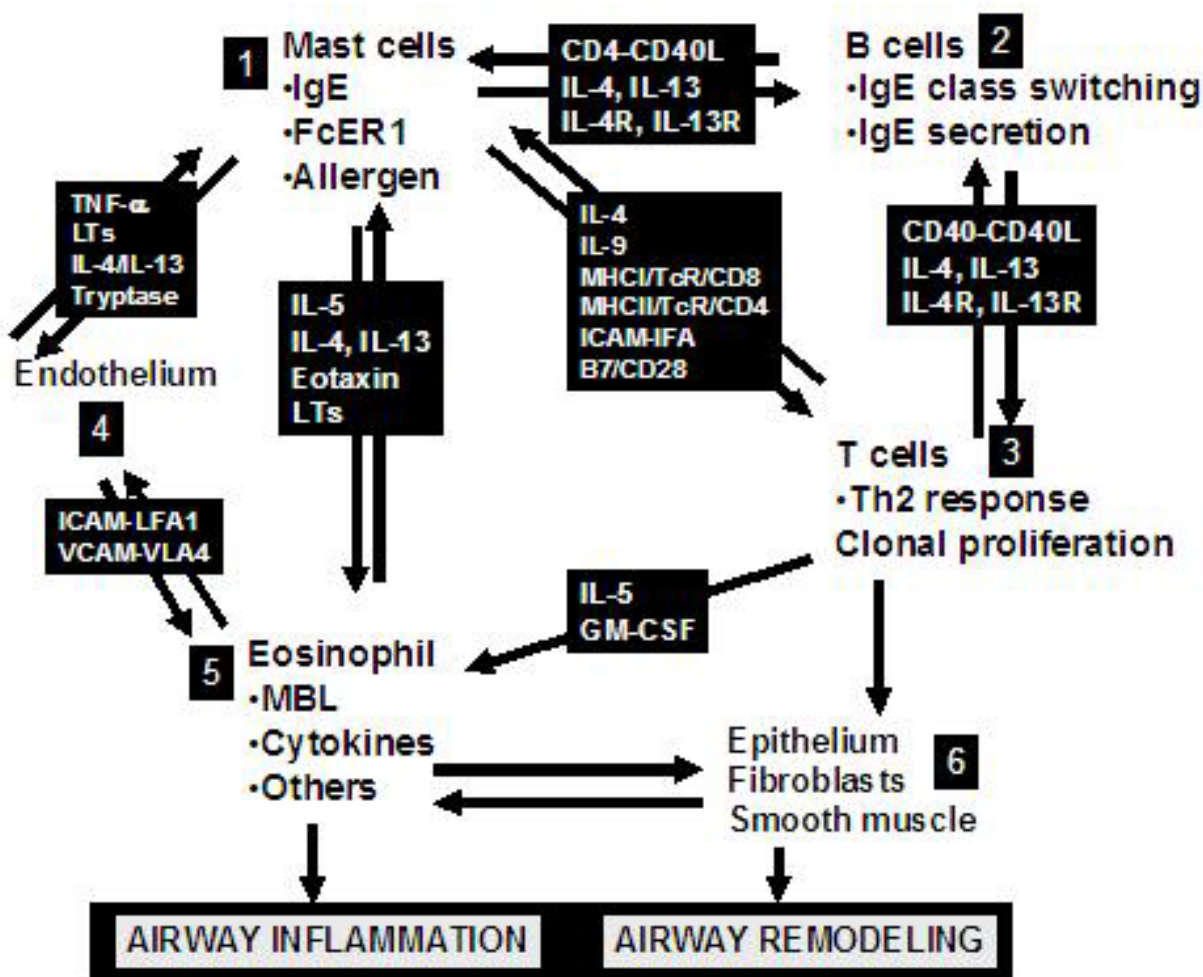 1
Mast cells
•IgE
•FcER1
•Allergen
CD4-CD40L
IL-4, IL-13
IL-4R, IL-13R
B cells 2
•IgE class switching
•IgE secretion
TNF-α
LTs
IL-4/IL-13
Tryptase
IL-5
IL-4, IL-13
Eotaxin
LTs
IL-4
IL-9
MHCI/TcR/CD8
MHCII/TcR/CD4
ICAM-IFA
B7/CD28
CD40-CD40L
IL-4, IL-13
IL-4R, IL-13R
Endothelium
4
T cells 3
•Th2 response
Clonal proliferation
ICAM-LFA1
VCAM-VLA4
IL-5
GM-CSF
5
Eosinophil
•MBL
•Cytokines
•Others
Epithelium
Fibroblasts
Smooth muscle
6
AIRWAY INFLAMMATION
AIRWAY REMODELING